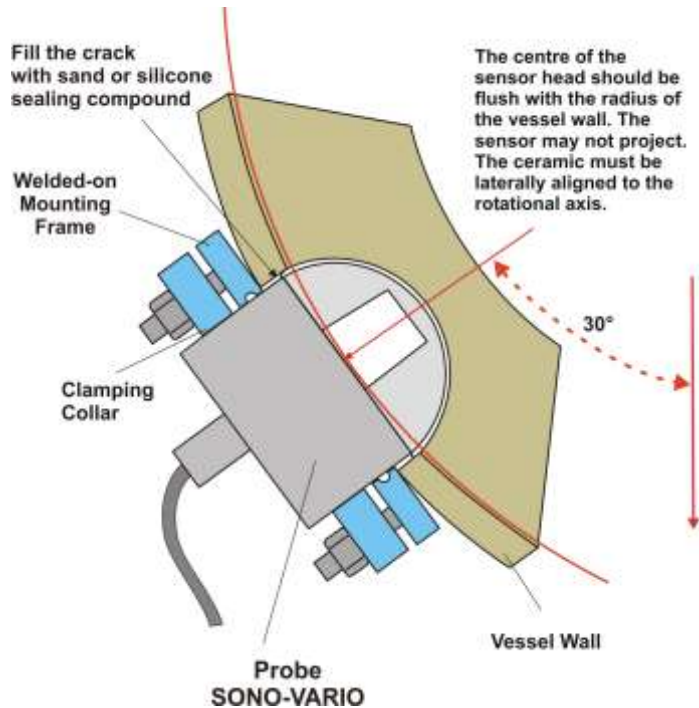 Fill the crack
with sand or silicone
sealing compound
The centre of the
sensor head should be
flush with the radius of
the vessel wall. The
sensor may not project.
The ceramic must be
laterally aligned to the
rotational axis.
Welded-on
Mounting
Frame
30°
Clamping
Collar
Vessel Wall
Probe
SONO-VARIO